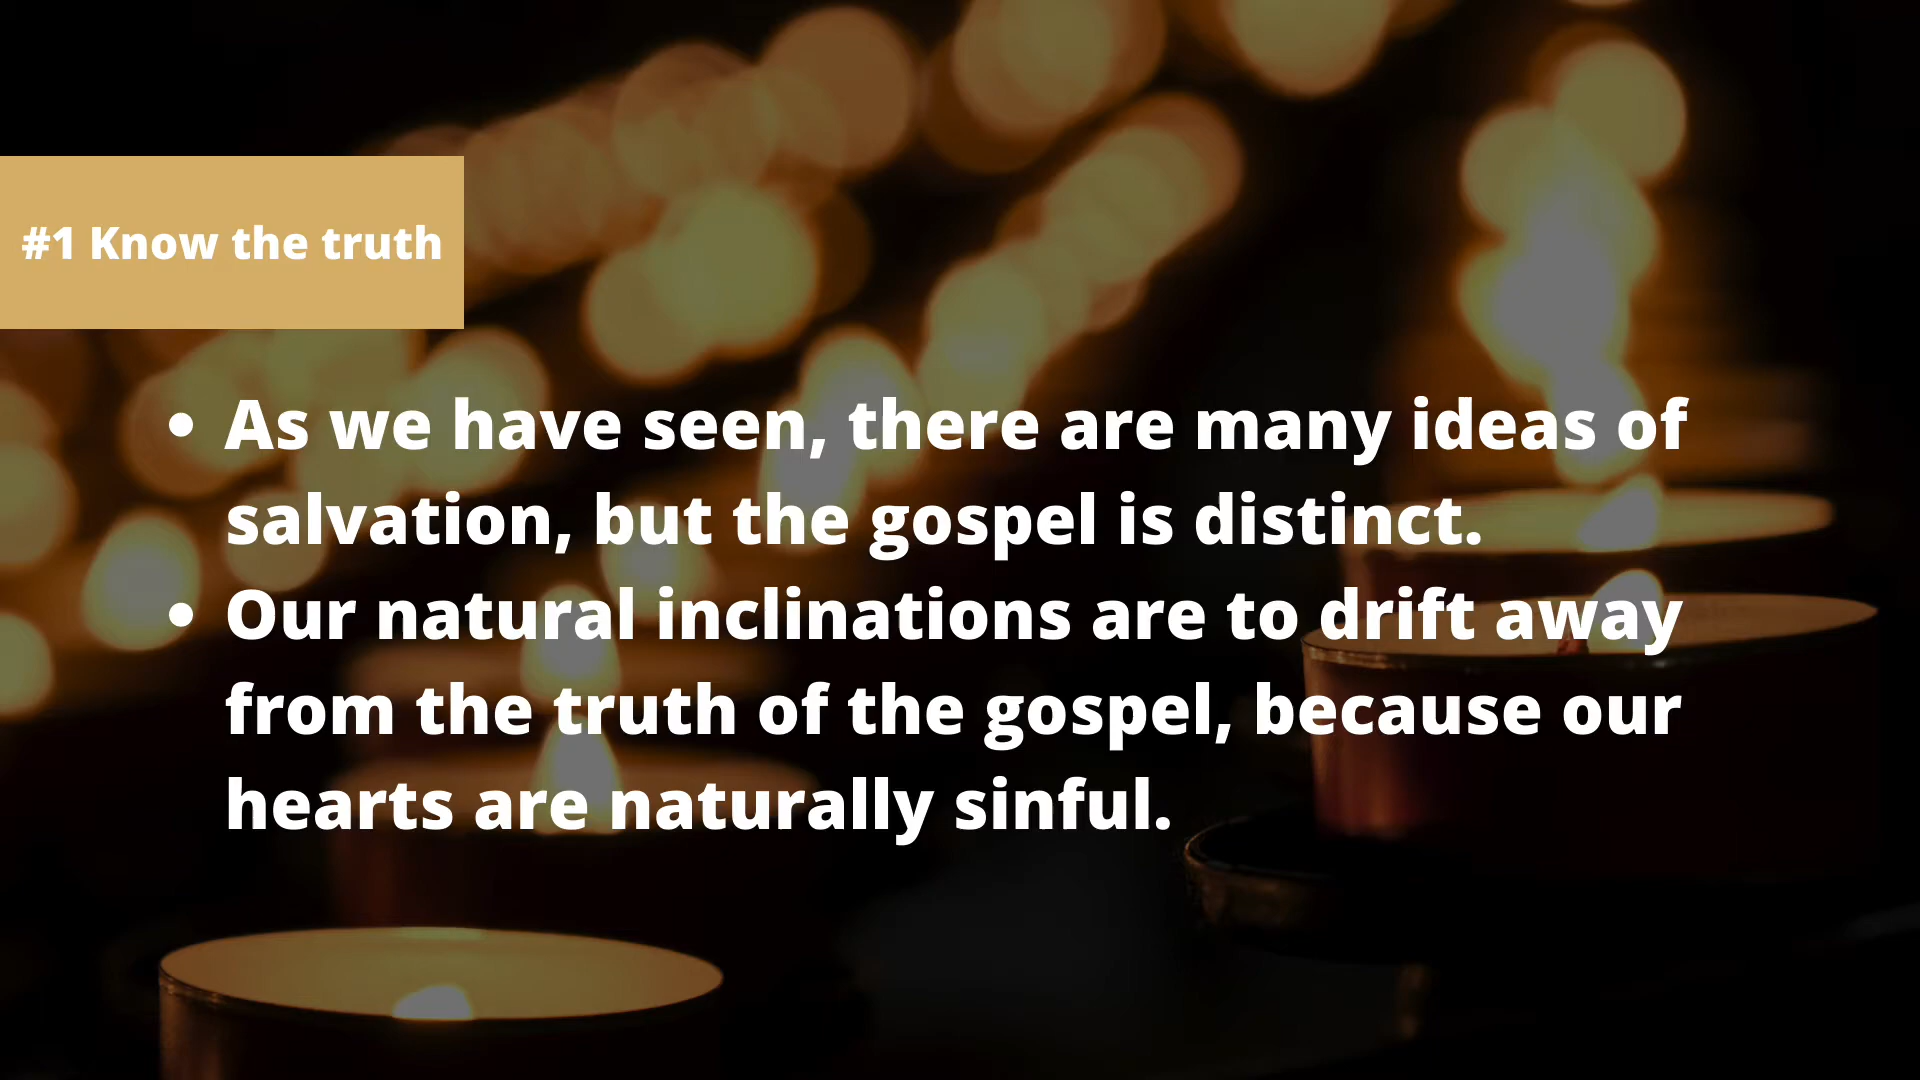 #1 Know the truth
• As we have seen, there are many ideas of
salvation, but the gospel is distinct.
• Our natural inclinations are to drift away
from the truth of the gospel, because our
hearts are naturally sinful.